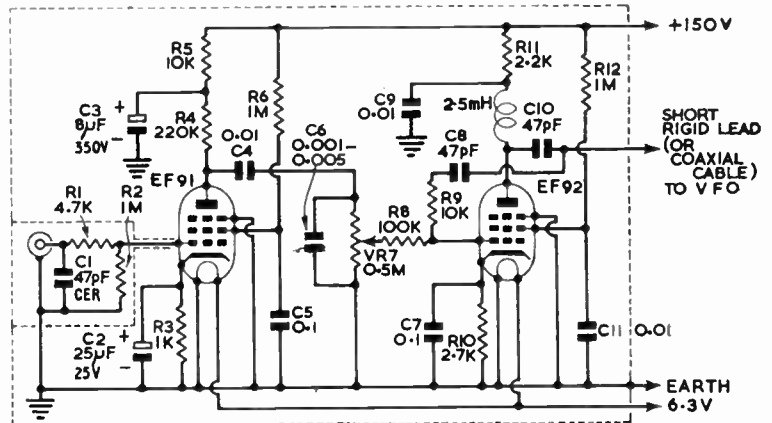 +150V
R5
10K
R6
1M
R11
2.2K
R12
1M
C3
8µF
350V
+
−
R4
220K
0.01
C4
C6
0.001-
0.005
C9
0.01
2.5mH
C10
47pF
C8
47pF
SHORT
RIGID LEAD
(OR
COAXIAL
CABLE)
TO VFO
EF91
EF92
R1
4.7K
R2
1M
R8
100K
R9
10K
VR7
0.5M
C1
47pF
CER
C2
25µF
25V
+
−
R3
1K
C5
0.1
C7
0.1
R10
2.7K
C11 0.01
EARTH
6.3V